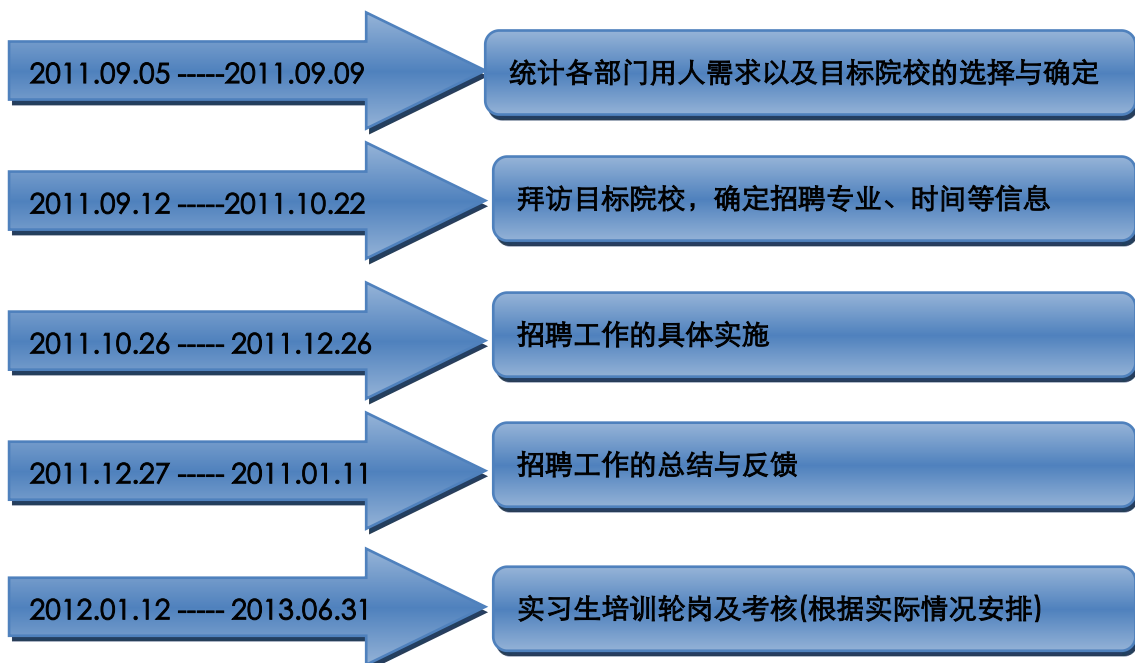 2011.09.05 -----2011.09.09
统计各部门用人需求以及目标院校的选择与确定
2011.09.12 -----2011.10.22
拜访目标院校，确定招聘专业、时间等信息
2011.10.26 ----- 2011.12.26
招聘工作的具体实施
2011.12.27 ----- 2011.01.11
招聘工作的总结与反馈
2012.01.12 ----- 2013.06.31
实习生培训轮岗及考核(根据实际情况安排)